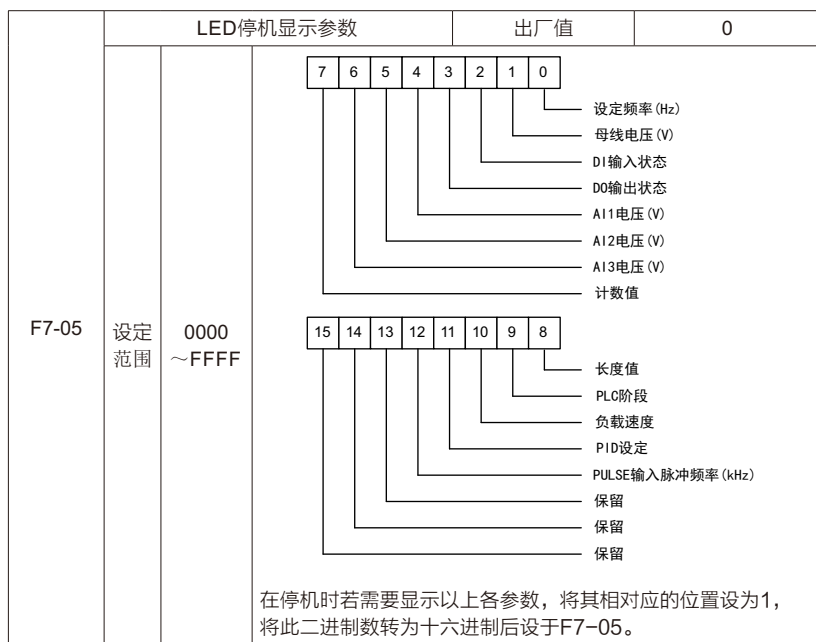 LED停机显示参数 出厂值 0
7 6 5 4 3 2 1 0
设定频率(Hz)
母线电压(V)
DI输入状态
DO输出状态
AI1电压(V)
AI2电压(V)
AI3电压(V)
计数值
F7-05 设定范围 0000～FFFF
15 14 13 12 11 10 9 8
长度值
PLC阶段
负载速度
PID设定
PULSE输入脉冲频率(kHz)
保留
保留
保留
在停机时若需要显示以上各参数，将其相对应的位置设为1，
将此二进制数转为十六进制后设于F7-05。